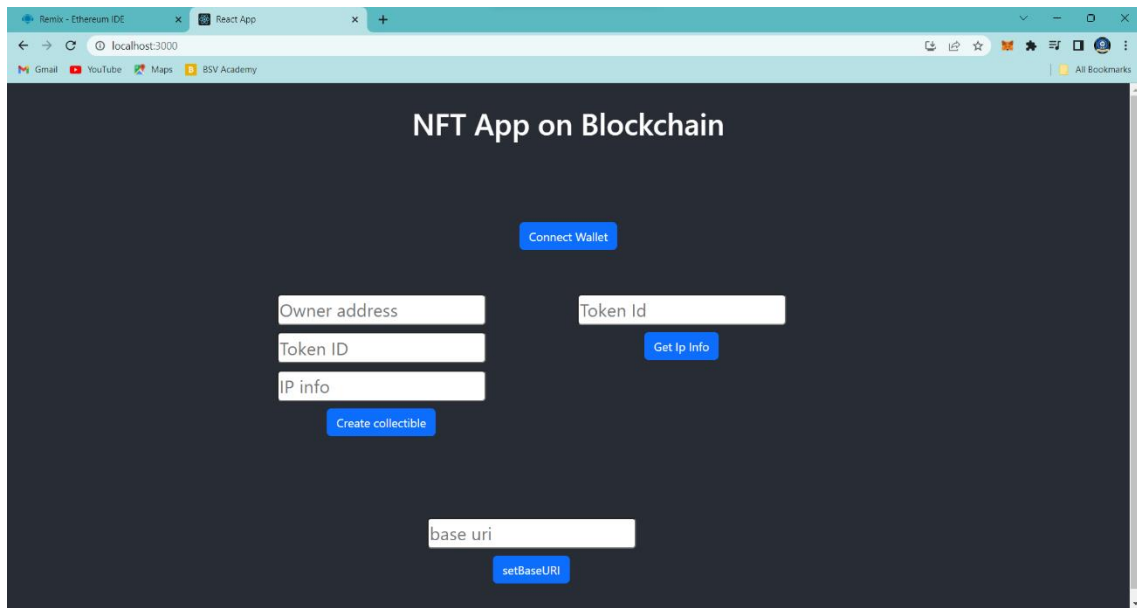 Remix - Ethereum IDE
React App
localhost:3000
Gmail
YouTube
Maps
BSV Academy
All Bookmarks
NFT App on Blockchain
Connect Wallet
Owner address
Token Id
Token ID
Get Ip Info
IP info
Create collectible
base uri
setBaseURI